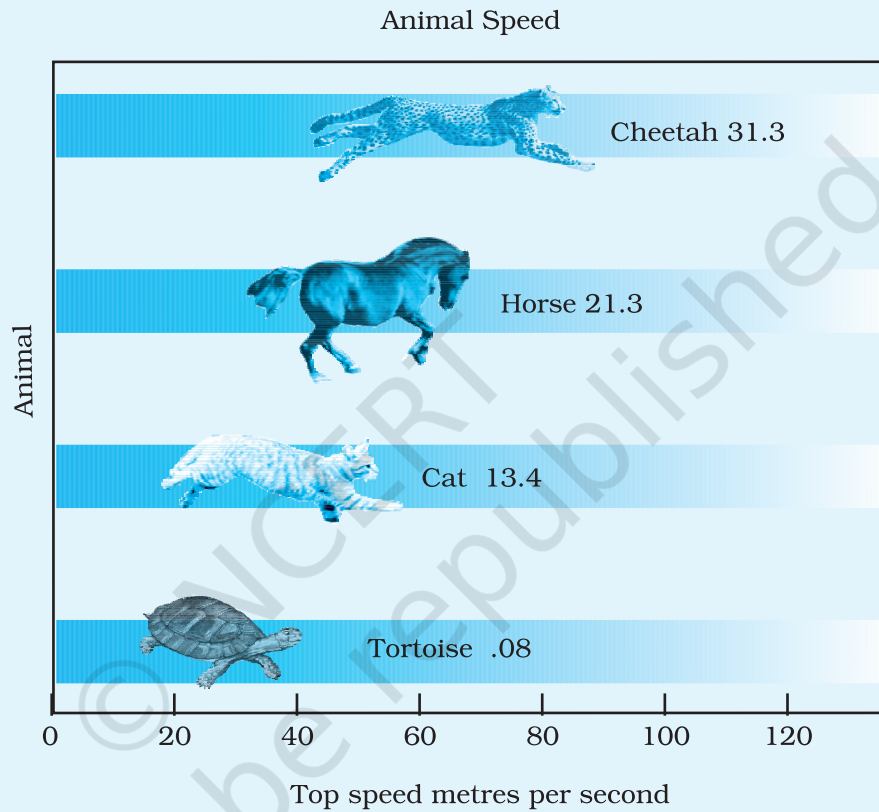 Animal Speed
Cheetah 31.3
Horse 21.3
Animal
Cat 13.4
Tortoise .08
0 20 40 60 80 100 120
Top speed metres per second
© NCERT
be republished